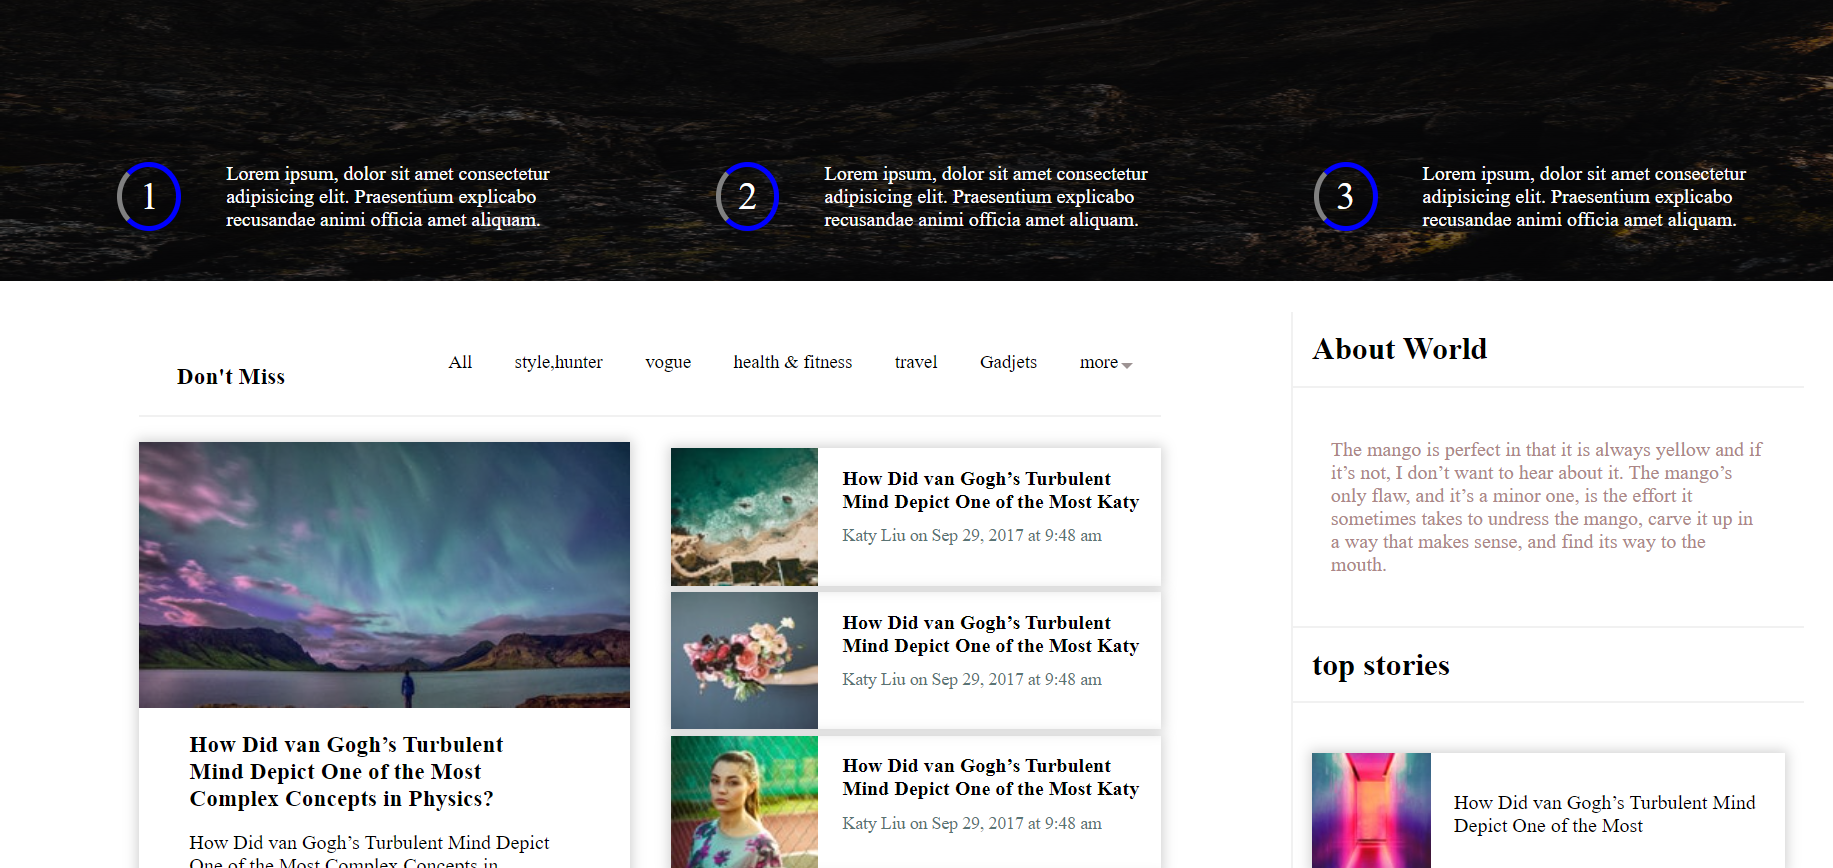 1
Lorem ipsum, dolor sit amet consectetur
adipisicing elit. Praesentium explicabo
recusandae animi officia amet aliquam.
2
Lorem ipsum, dolor sit amet consectetur
adipisicing elit. Praesentium explicabo
recusandae animi officia amet aliquam.
3
Lorem ipsum, dolor sit amet consectetur
adipisicing elit. Praesentium explicabo
recusandae animi officia amet aliquam.
Don't Miss
All style,hunter vogue health & fitness travel Gadjets more
How Did van Gogh’s Turbulent
Mind Depict One of the Most
Complex Concepts in Physics?
How Did van Gogh’s Turbulent Mind Depict
One of the Most Complex Concepts in
How Did van Gogh’s Turbulent
Mind Depict One of the Most Katy
Katy Liu on Sep 29, 2017 at 9:48 am
How Did van Gogh’s Turbulent
Mind Depict One of the Most Katy
Katy Liu on Sep 29, 2017 at 9:48 am
How Did van Gogh’s Turbulent
Mind Depict One of the Most Katy
Katy Liu on Sep 29, 2017 at 9:48 am
About World
The mango is perfect in that it is always yellow and if
it’s not, I don’t want to hear about it. The mango’s
only flaw, and it’s a minor one, is the effort it
sometimes takes to undress the mango, carve it up in
a way that makes sense, and find its way to the
mouth.
top stories
How Did van Gogh’s Turbulent Mind
Depict One of the Most